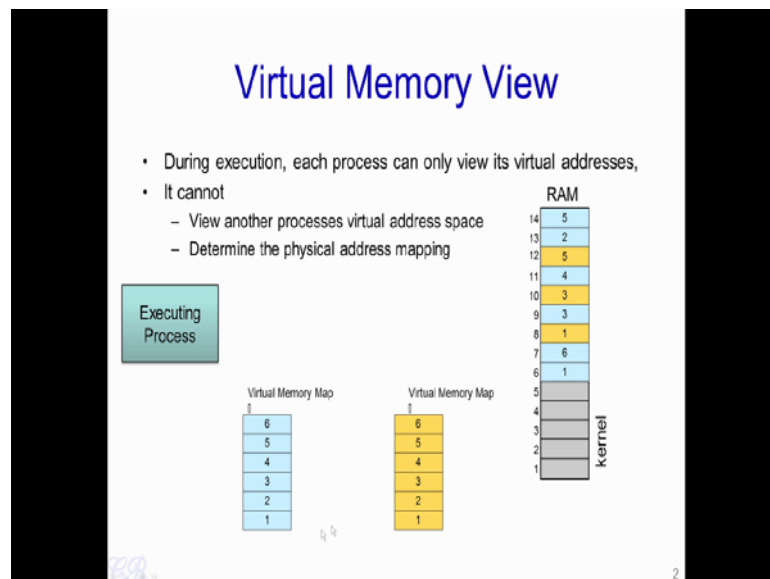 Virtual Memory View
• During execution, each process can only view its virtual addresses,
• It cannot
– View another processes virtual address space
– Determine the physical address mapping
RAM
14 5
13 2
12 5
11 4
10 3
9 3
8 1
7 6
6 1
5
4
3
2
1
kernel
Executing
Process
Virtual Memory Map
6
5
4
3
2
1
Virtual Memory Map
6
5
4
3
2
1
2